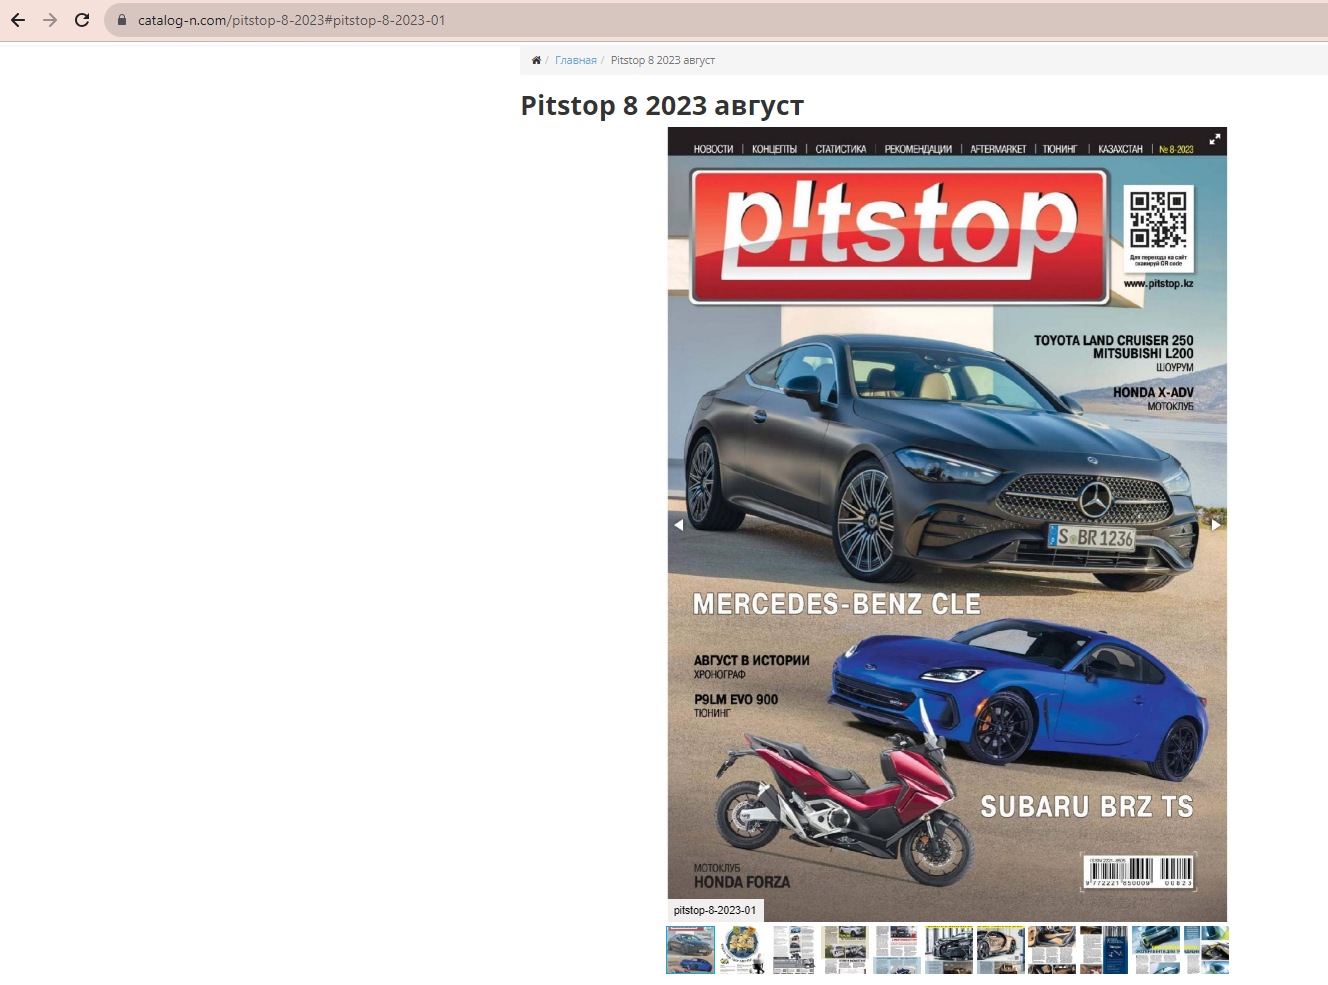 catalog-n.com/pitstop-8-2023#pitstop-8-2023-01
/ Главная / Pitstop 8 2023 август
Pitstop 8 2023 август
НОВОСТИ | КОНЦЕПТЫ | СТАТИСТИКА | РЕКОМЕНДАЦИИ | AFTERMARKET | ТЮНИНГ | КАЗАХСТАН | № 8-2023
p!tstop
Для перехода на сайт
сканируй QR code
www.pitstop.kz
TOYOTA LAND CRUISER 250
MITSUBISHI L200
ШОУРУМ
HONDA X-ADV
МОТОКЛУБ
S BR 1236
MERCEDES-BENZ CLE
АВГУСТ В ИСТОРИИ
ХРОНОГРАФ
P9LM EVO 900
ТЮНИНГ
SUBARU BRZ TS
МОТОКЛУБ
HONDA FORZA
9 772221 850009 00823
pitstop-8-2023-01